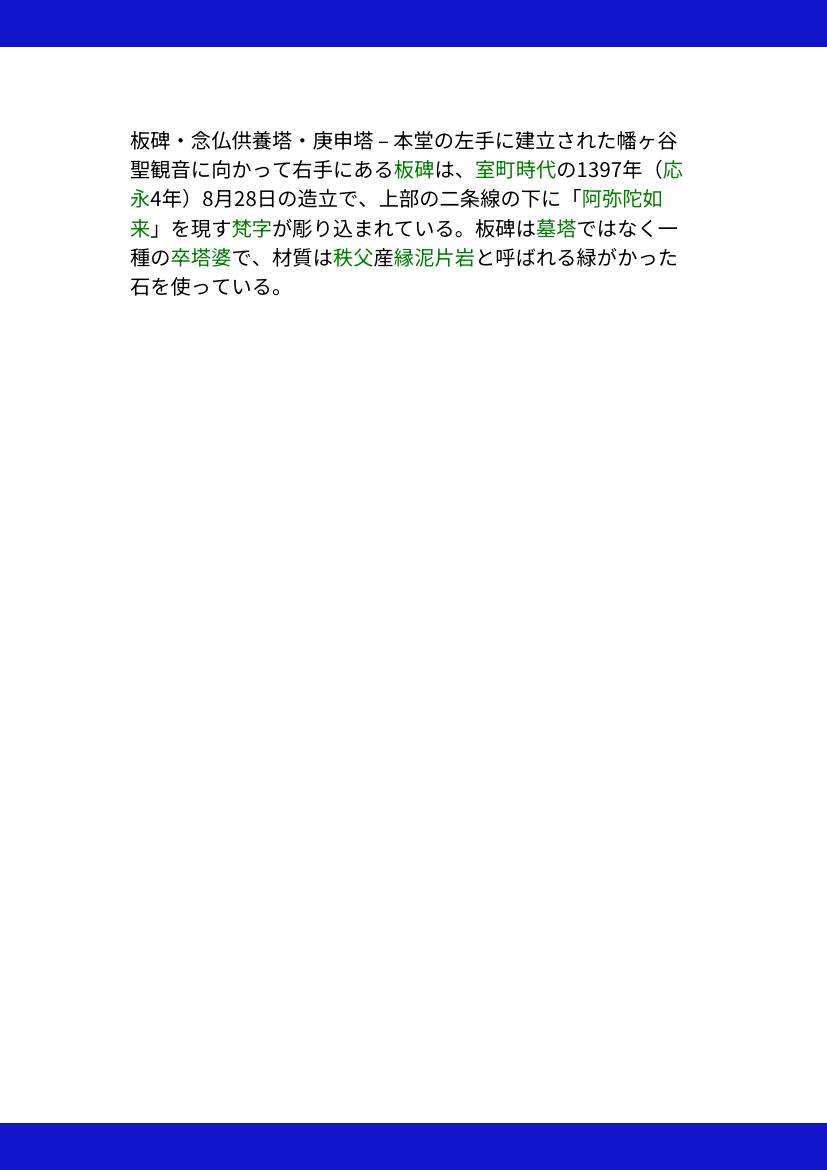 板碑・念仏供養塔・庚申塔 – 本堂の左手に建立された幡ヶ谷
聖観音に向かって右手にある板碑は、室町時代の1397年（応
永4年）8月28日の造立で、上部の二条線の下に「阿弥陀如
来」を現す梵字が彫り込まれている。板碑は墓塔ではなく一
種の卒塔婆で、材質は秩父産縁泥片岩と呼ばれる緑がかった
石を使っている。